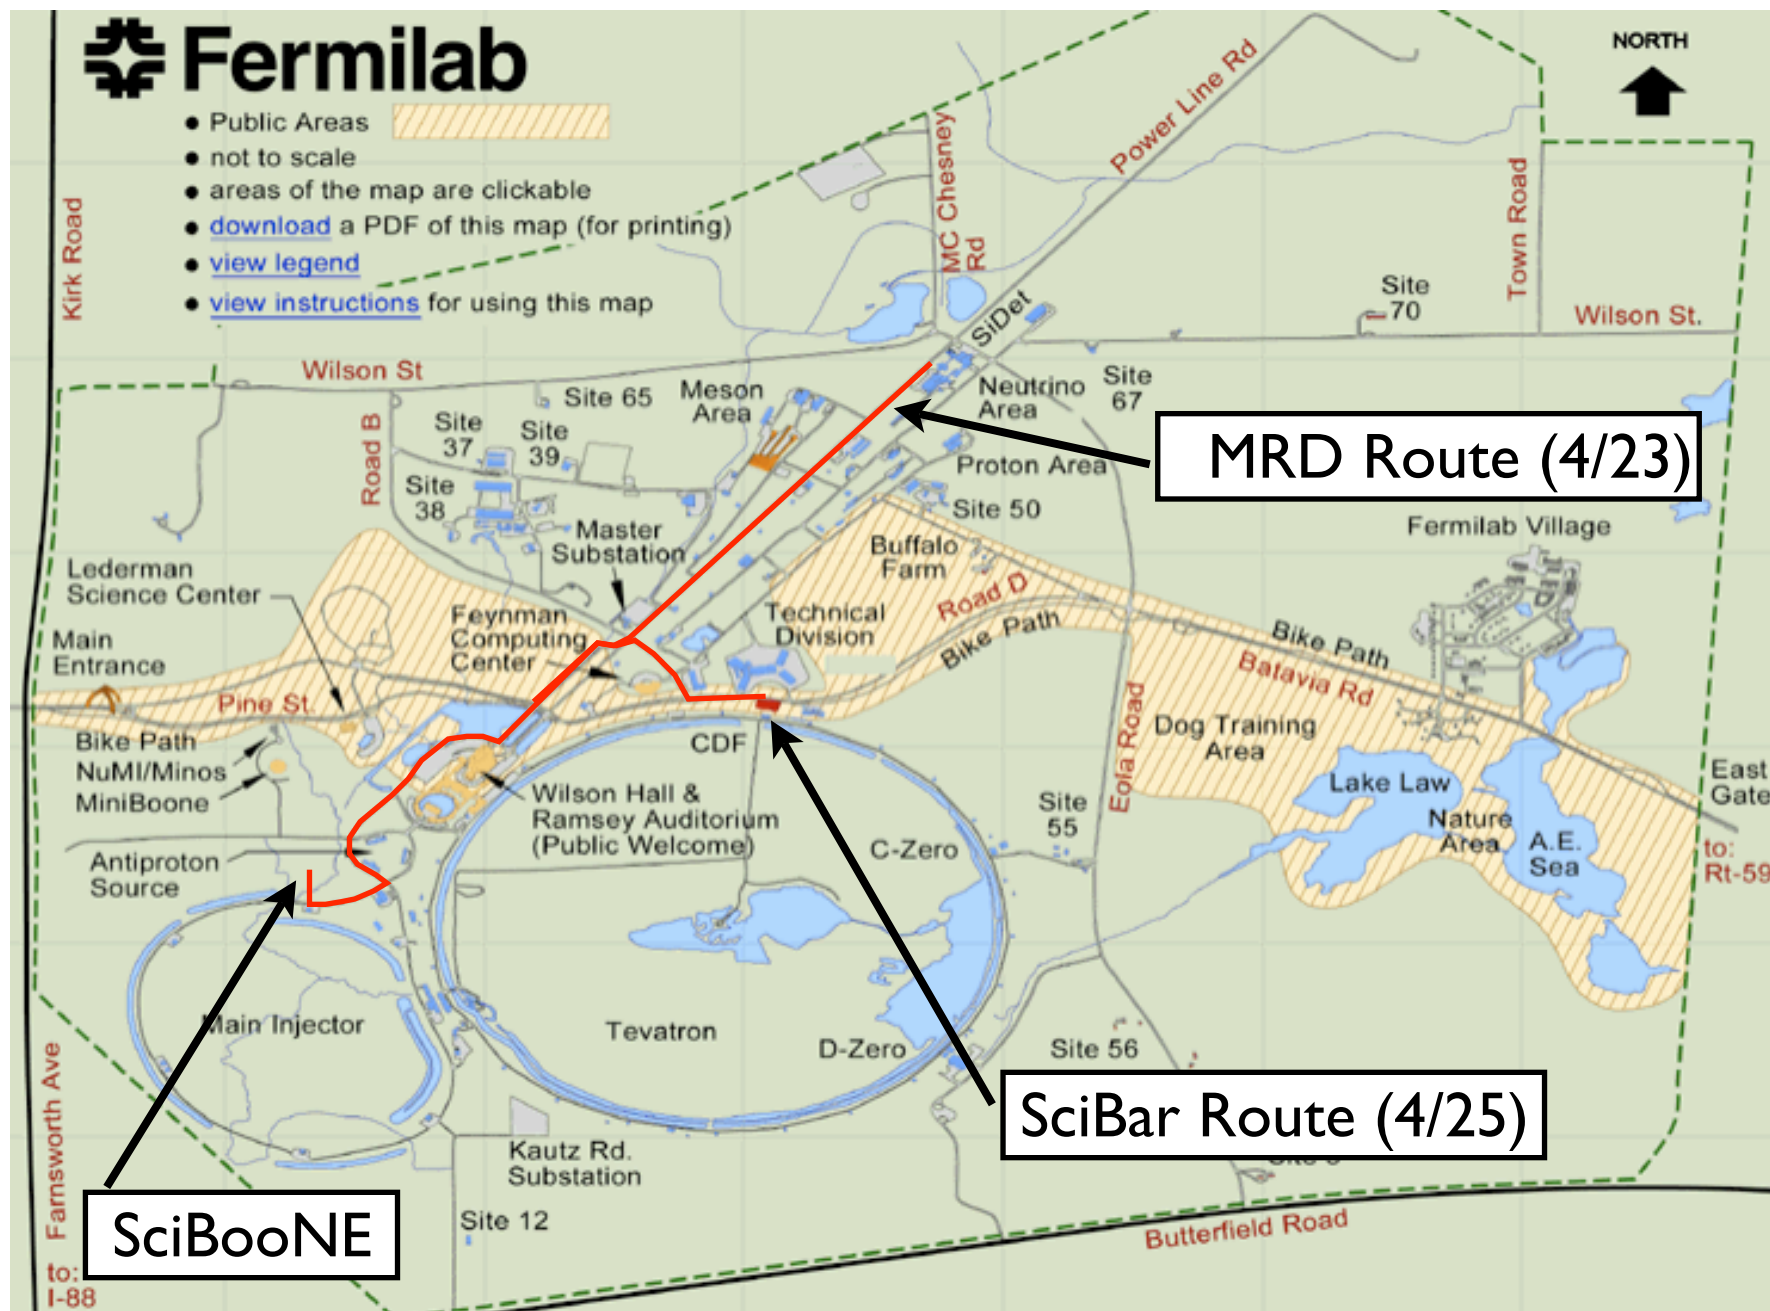 Fermilab
NORTH
• Public Areas
• not to scale
• areas of the map are clickable
• download a PDF of this map (for printing)
• view legend
• view instructions for using this map
Kirk Road
MC Chesney
Rd
Power Line Rd
Town Road
Site
70
Wilson St.
SiDet
Wilson St
Site 65
Meson
Area
Neutrino
Area
Site
67
MRD Route (4/23)
Road B
Site
37
Site
39
Site
38
Proton Area
Site 50
Fermilab Village
Master
Substation
Buffalo
Farm
Road D
Bike Path
Lederman
Science Center
Feynman
Computing
Center
Technical
Division
Main
Entrance
Bike Path
Batavia Rd
Pine St.
CDF
Eola Road
Dog Training
Area
Bike Path
NuMI/Minos
MiniBoone
Wilson Hall &
Ramsey Auditorium
(Public Welcome)
Site
55
Lake Law
East
Gate
Nature
Area
A.E.
Sea
to:
Rt-59
C-Zero
Antiproton
Source
Main Injector
Tevatron
D-Zero
Site 56
SciBar Route (4/25)
Farnsworth Ave
Kautz Rd.
Substation
SciBooNE
Site 12
Butterfield Road
to:
I-88